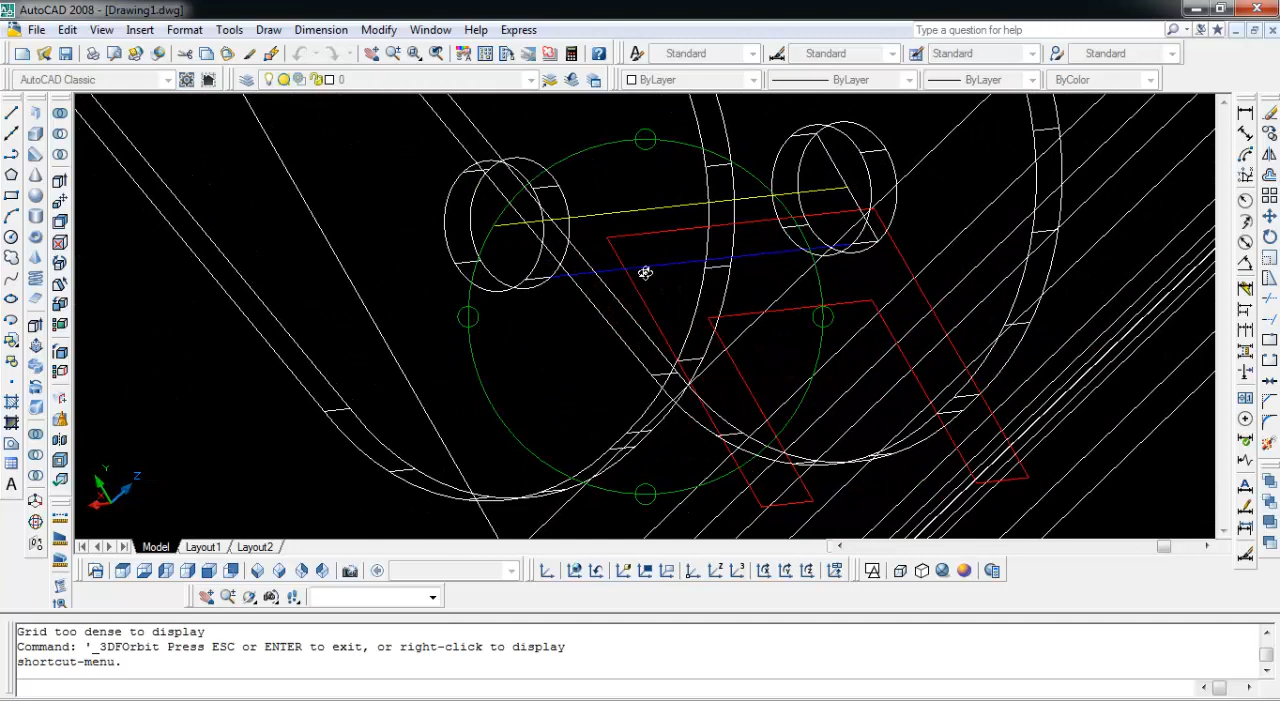 AutoCAD 2008 - [Drawing1.dwg]
File Edit View Insert Format Tools Draw Dimension Modify Window Help Express
Type a question for help
Standard Standard Standard Standard
AutoCAD Classic 0 ByLayer ByLayer ByLayer ByColor
Y
Z
A
Model Layout1 Layout2
Grid too dense to display
Command: '_3DFOrbit Press ESC or ENTER to exit, or right-click to display
shortcut-menu.